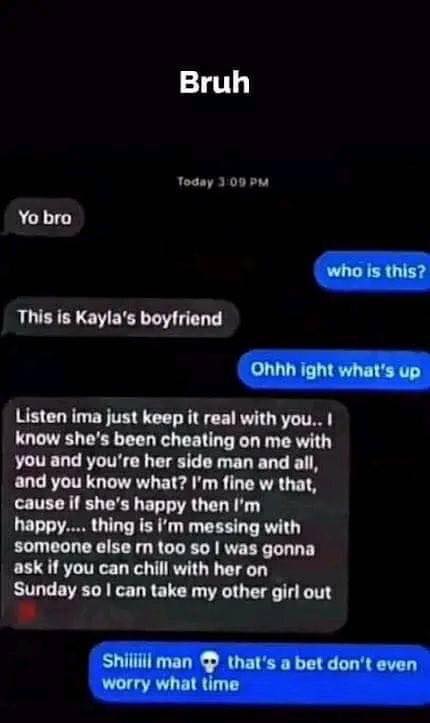 Bruh
Today 3:09 PM
Yo bro
who is this?
This is Kayla's boyfriend
Ohhh ight what's up
Listen ima just keep it real with you.. I
know she's been cheating on me with
you and you're her side man and all,
and you know what? I'm fine w that,
cause if she's happy then I'm
happy.... thing is i'm messing with
someone else rn too so I was gonna
ask if you can chill with her on
Sunday so I can take my other girl out
Shiiiiii man 💀 that's a bet don't even
worry what time